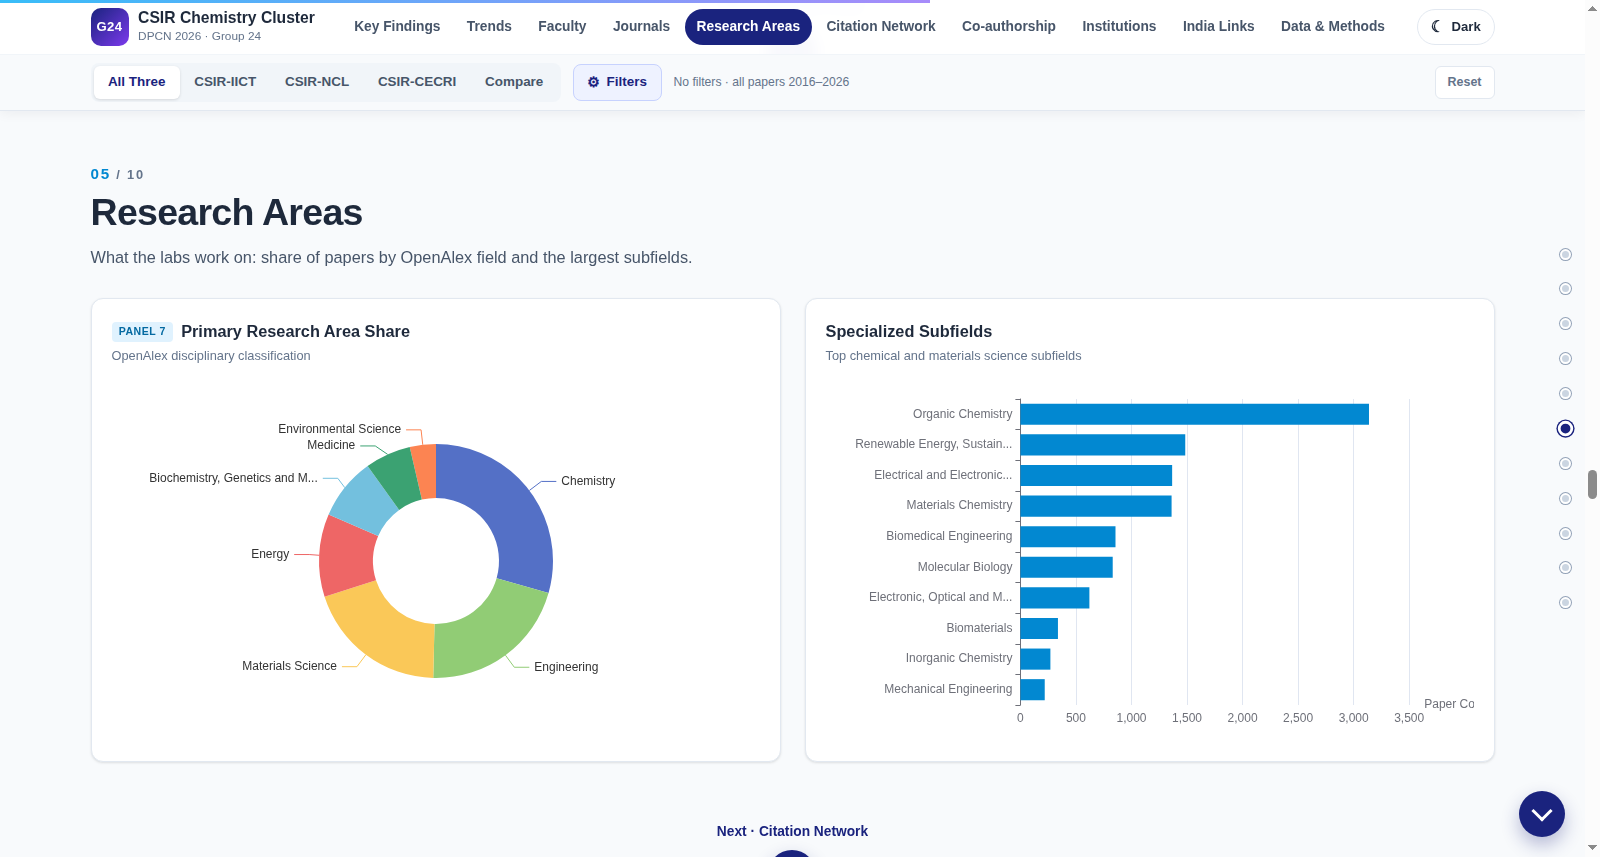 G24
CSIR Chemistry Cluster
DPCN 2026 · Group 24
Key Findings
Trends
Faculty
Journals
Research Areas
Citation Network
Co-authorship
Institutions
India Links
Data & Methods
Dark
All Three
CSIR-IICT
CSIR-NCL
CSIR-CECRI
Compare
Filters
No filters · all papers 2016–2026
Reset
05 / 10
Research Areas
What the labs work on: share of papers by OpenAlex field and the largest subfields.
PANEL 7
Primary Research Area Share
OpenAlex disciplinary classification
Environmental Science
Medicine
Biochemistry, Genetics and M...
Chemistry
Energy
Materials Science
Engineering
Specialized Subfields
Top chemical and materials science subfields
Organic Chemistry
Renewable Energy, Sustain...
Electrical and Electronic...
Materials Chemistry
Biomedical Engineering
Molecular Biology
Electronic, Optical and M...
Biomaterials
Inorganic Chemistry
Mechanical Engineering
Paper Co
0 500 1,000 1,500 2,000 2,500 3,000 3,500
Next · Citation Network